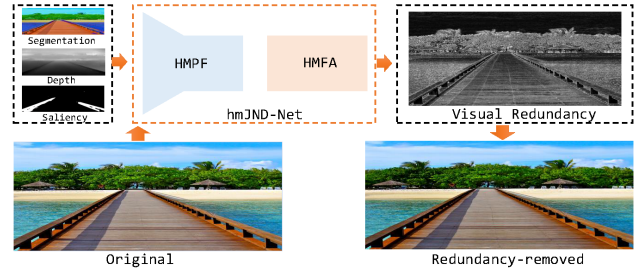 Segmentation
Depth
Saliency
HMPF
HMFA
hmJND-Net
Visual Redundancy
Original
Redundancy-removed